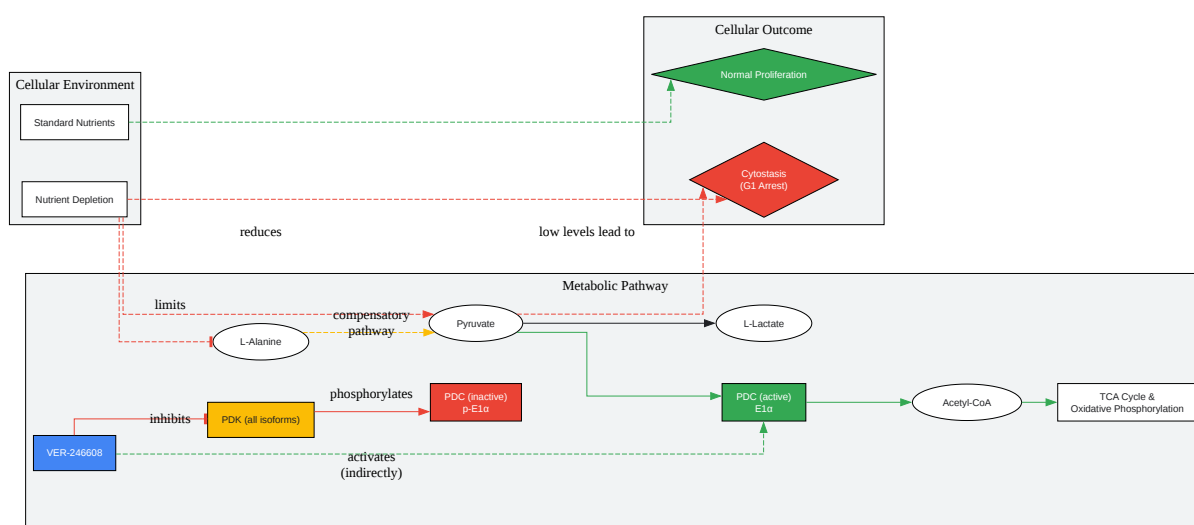 Cellular Outcome
Normal Proliferation
Cellular Environment
Standard Nutrients
Cytostasis
(G1 Arrest)
Nutrient Depletion
reduces
low levels lead to
Metabolic Pathway
limits
compensatory
pathway
Pyruvate
L-Lactate
L-Alanine
phosphorylates
PDC (inactive)
p-E1α
PDC (active)
E1α
Acetyl-CoA
TCA Cycle &
Oxidative Phosphorylation
inhibits
PDK (all isoforms)
VER-246608
activates
(indirectly)